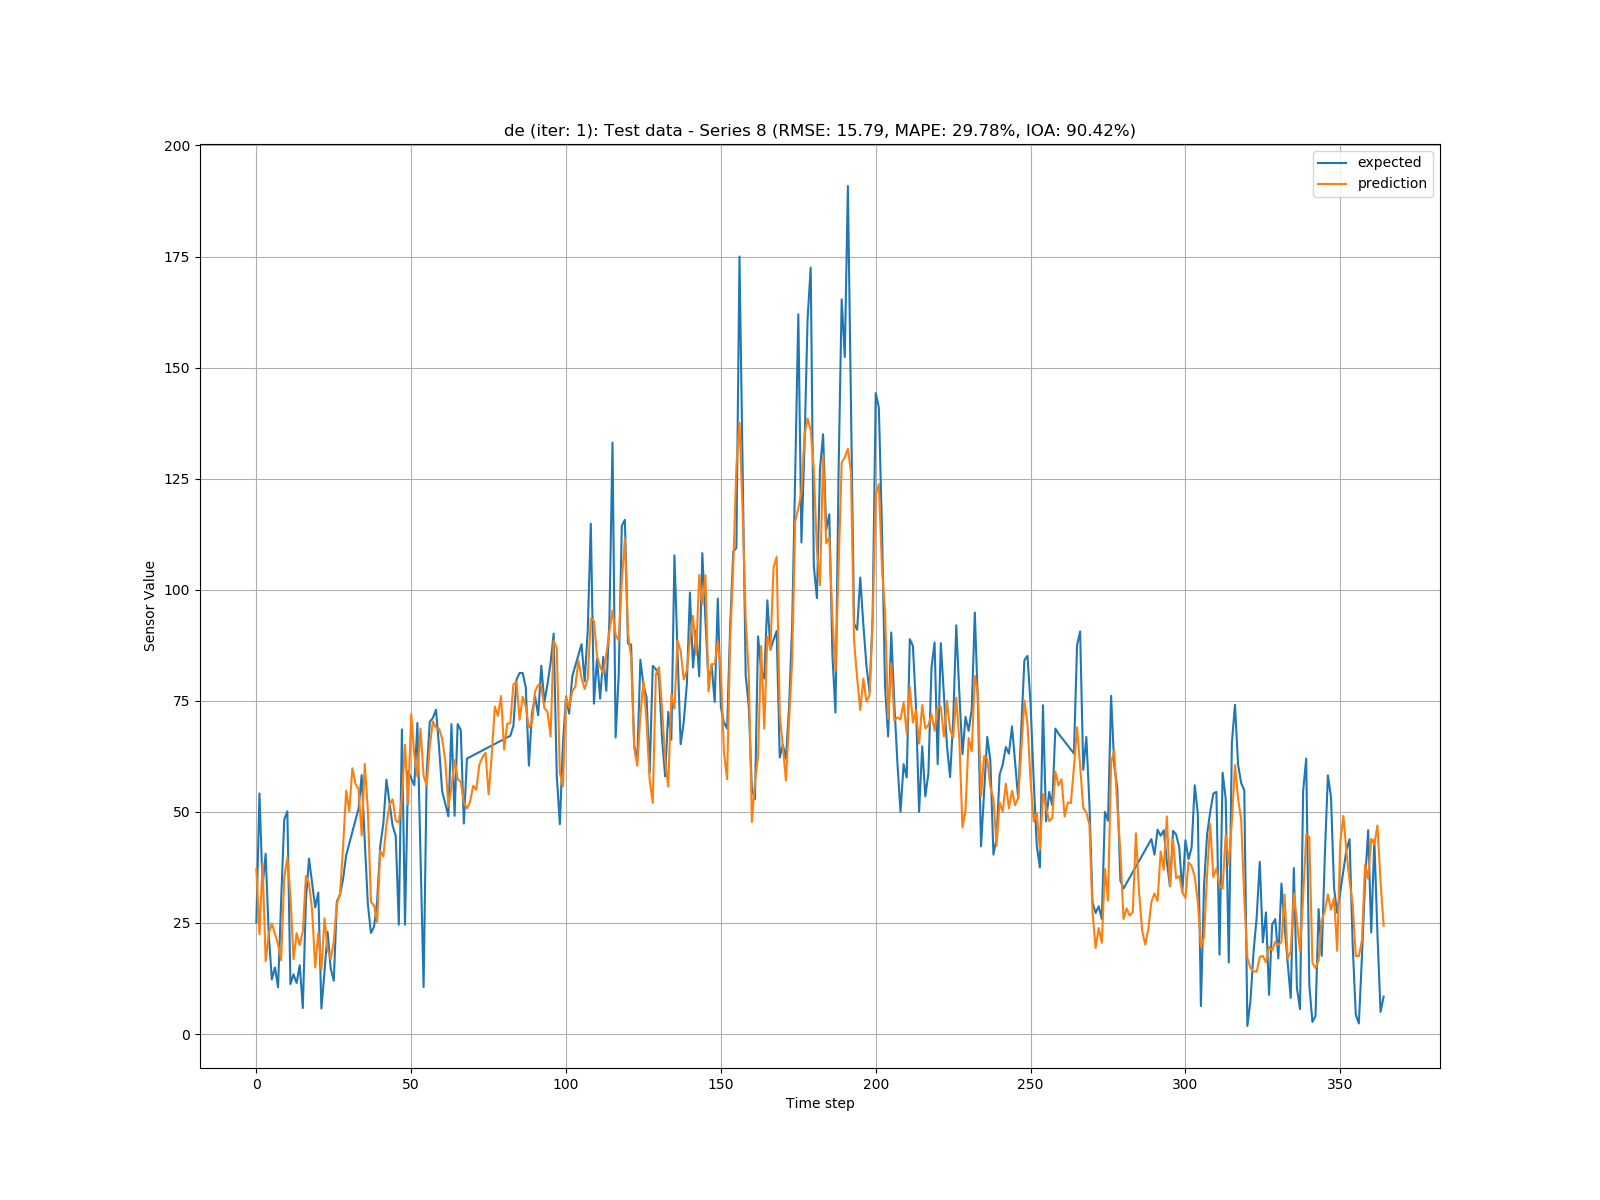 de (iter: 1): Test data - Series 8 (RMSE: 15.79, MAPE: 29.78%, IOA: 90.42%)
expected
prediction
200
175
150
125
100
75
50
25
0
Sensor Value
0 50 100 150 200 250 300 350
Time step